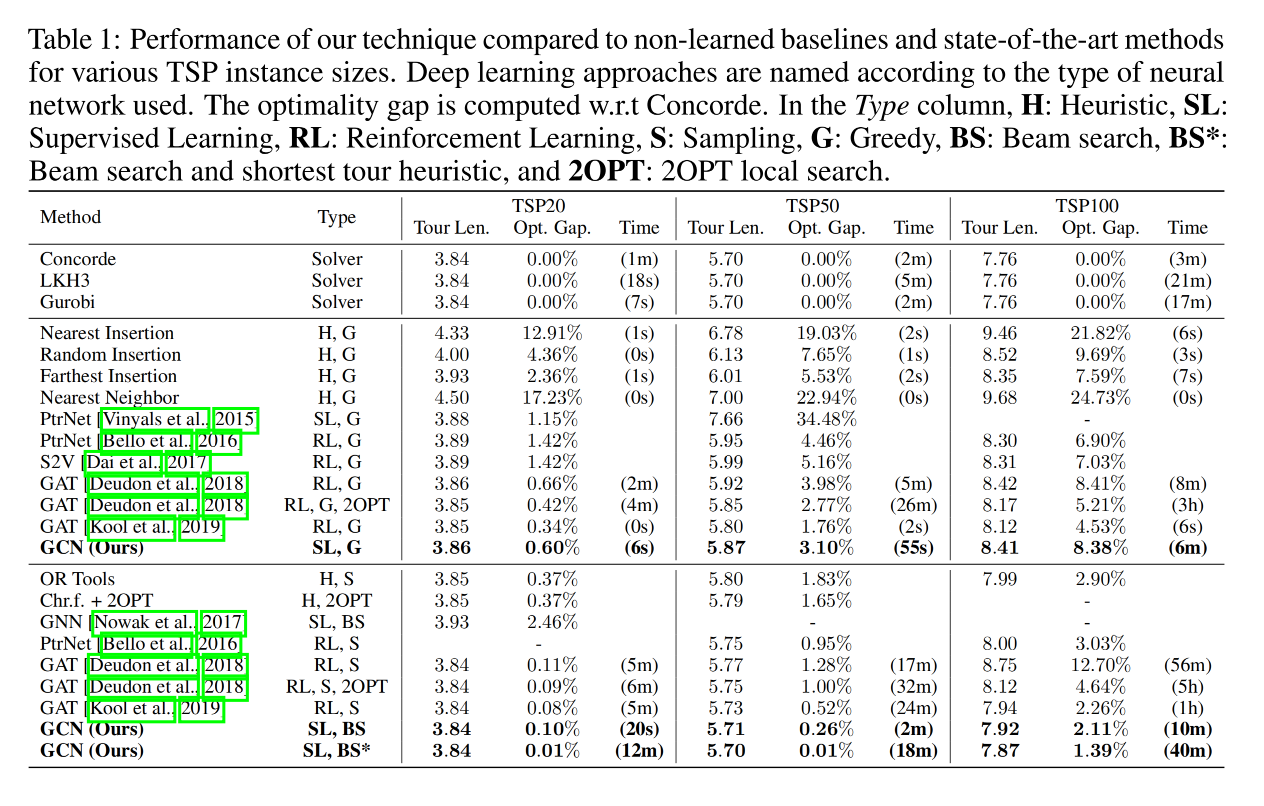 Table 1: Performance of our technique compared to non-learned baselines and state-of-the-art methods
for various TSP instance sizes. Deep learning approaches are named according to the type of neural
network used. The optimality gap is computed w.r.t Concorde. In the Type column, H: Heuristic, SL:
Supervised Learning, RL: Reinforcement Learning, S: Sampling, G: Greedy, BS: Beam search, BS*:
Beam search and shortest tour heuristic, and 2OPT: 2OPT local search.
Method Type TSP20 TSP50 TSP100
Tour Len. Opt. Gap. Time Tour Len. Opt. Gap. Time Tour Len. Opt. Gap. Time
Concorde Solver 3.84 0.00% (1m) 5.70 0.00% (2m) 7.76 0.00% (3m)
LKH3 Solver 3.84 0.00% (18s) 5.70 0.00% (5m) 7.76 0.00% (21m)
Gurobi Solver 3.84 0.00% (7s) 5.70 0.00% (2m) 7.76 0.00% (17m)
Nearest Insertion H, G 4.33 12.91% (1s) 6.78 19.03% (2s) 9.46 21.82% (6s)
Random Insertion H, G 4.00 4.36% (0s) 6.13 7.65% (1s) 8.52 9.69% (3s)
Farthest Insertion H, G 3.93 2.36% (1s) 6.01 5.53% (2s) 8.35 7.59% (7s)
Nearest Neighbor H, G 4.50 17.23% (0s) 7.00 22.94% (0s) 9.68 24.73% (0s)
PtrNet [Vinyals et al., 2015] SL, G 3.88 1.15% 7.66 34.48% -
PtrNet [Bello et al., 2016] RL, G 3.89 1.42% 5.95 4.46% 8.30 6.90%
S2V [Dai et al., 2017] RL, G 3.89 1.42% 5.99 5.16% 8.31 7.03%
GAT [Deudon et al., 2018] RL, G 3.86 0.66% (2m) 5.92 3.98% (5m) 8.42 8.41% (8m)
GAT [Deudon et al., 2018] RL, G, 2OPT 3.85 0.42% (4m) 5.85 2.77% (26m) 8.17 5.21% (3h)
GAT [Kool et al., 2019] RL, G 3.85 0.34% (0s) 5.80 1.76% (2s) 8.12 4.53% (6s)
GCN (Ours) SL, G 3.86 0.60% (6s) 5.87 3.10% (55s) 8.41 8.38% (6m)
OR Tools H, S 3.85 0.37% 5.80 1.83% 7.99 2.90%
Chr.f. + 2OPT H, 2OPT 3.85 0.37% 5.79 1.65% -
GNN [Nowak et al., 2017] SL, BS 3.93 2.46% - -
PtrNet [Bello et al., 2016] RL, S - 5.75 0.95% 8.00 3.03%
GAT [Deudon et al., 2018] RL, S 3.84 0.11% (5m) 5.77 1.28% (17m) 8.75 12.70% (56m)
GAT [Deudon et al., 2018] RL, S, 2OPT 3.84 0.09% (6m) 5.75 1.00% (32m) 8.12 4.64% (5h)
GAT [Kool et al., 2019] RL, S 3.84 0.08% (5m) 5.73 0.52% (24m) 7.94 2.26% (1h)
GCN (Ours) SL, BS 3.84 0.10% (20s) 5.71 0.26% (2m) 7.92 2.11% (10m)
GCN (Ours) SL, BS* 3.84 0.01% (12m) 5.70 0.01% (18m) 7.87 1.39% (40m)